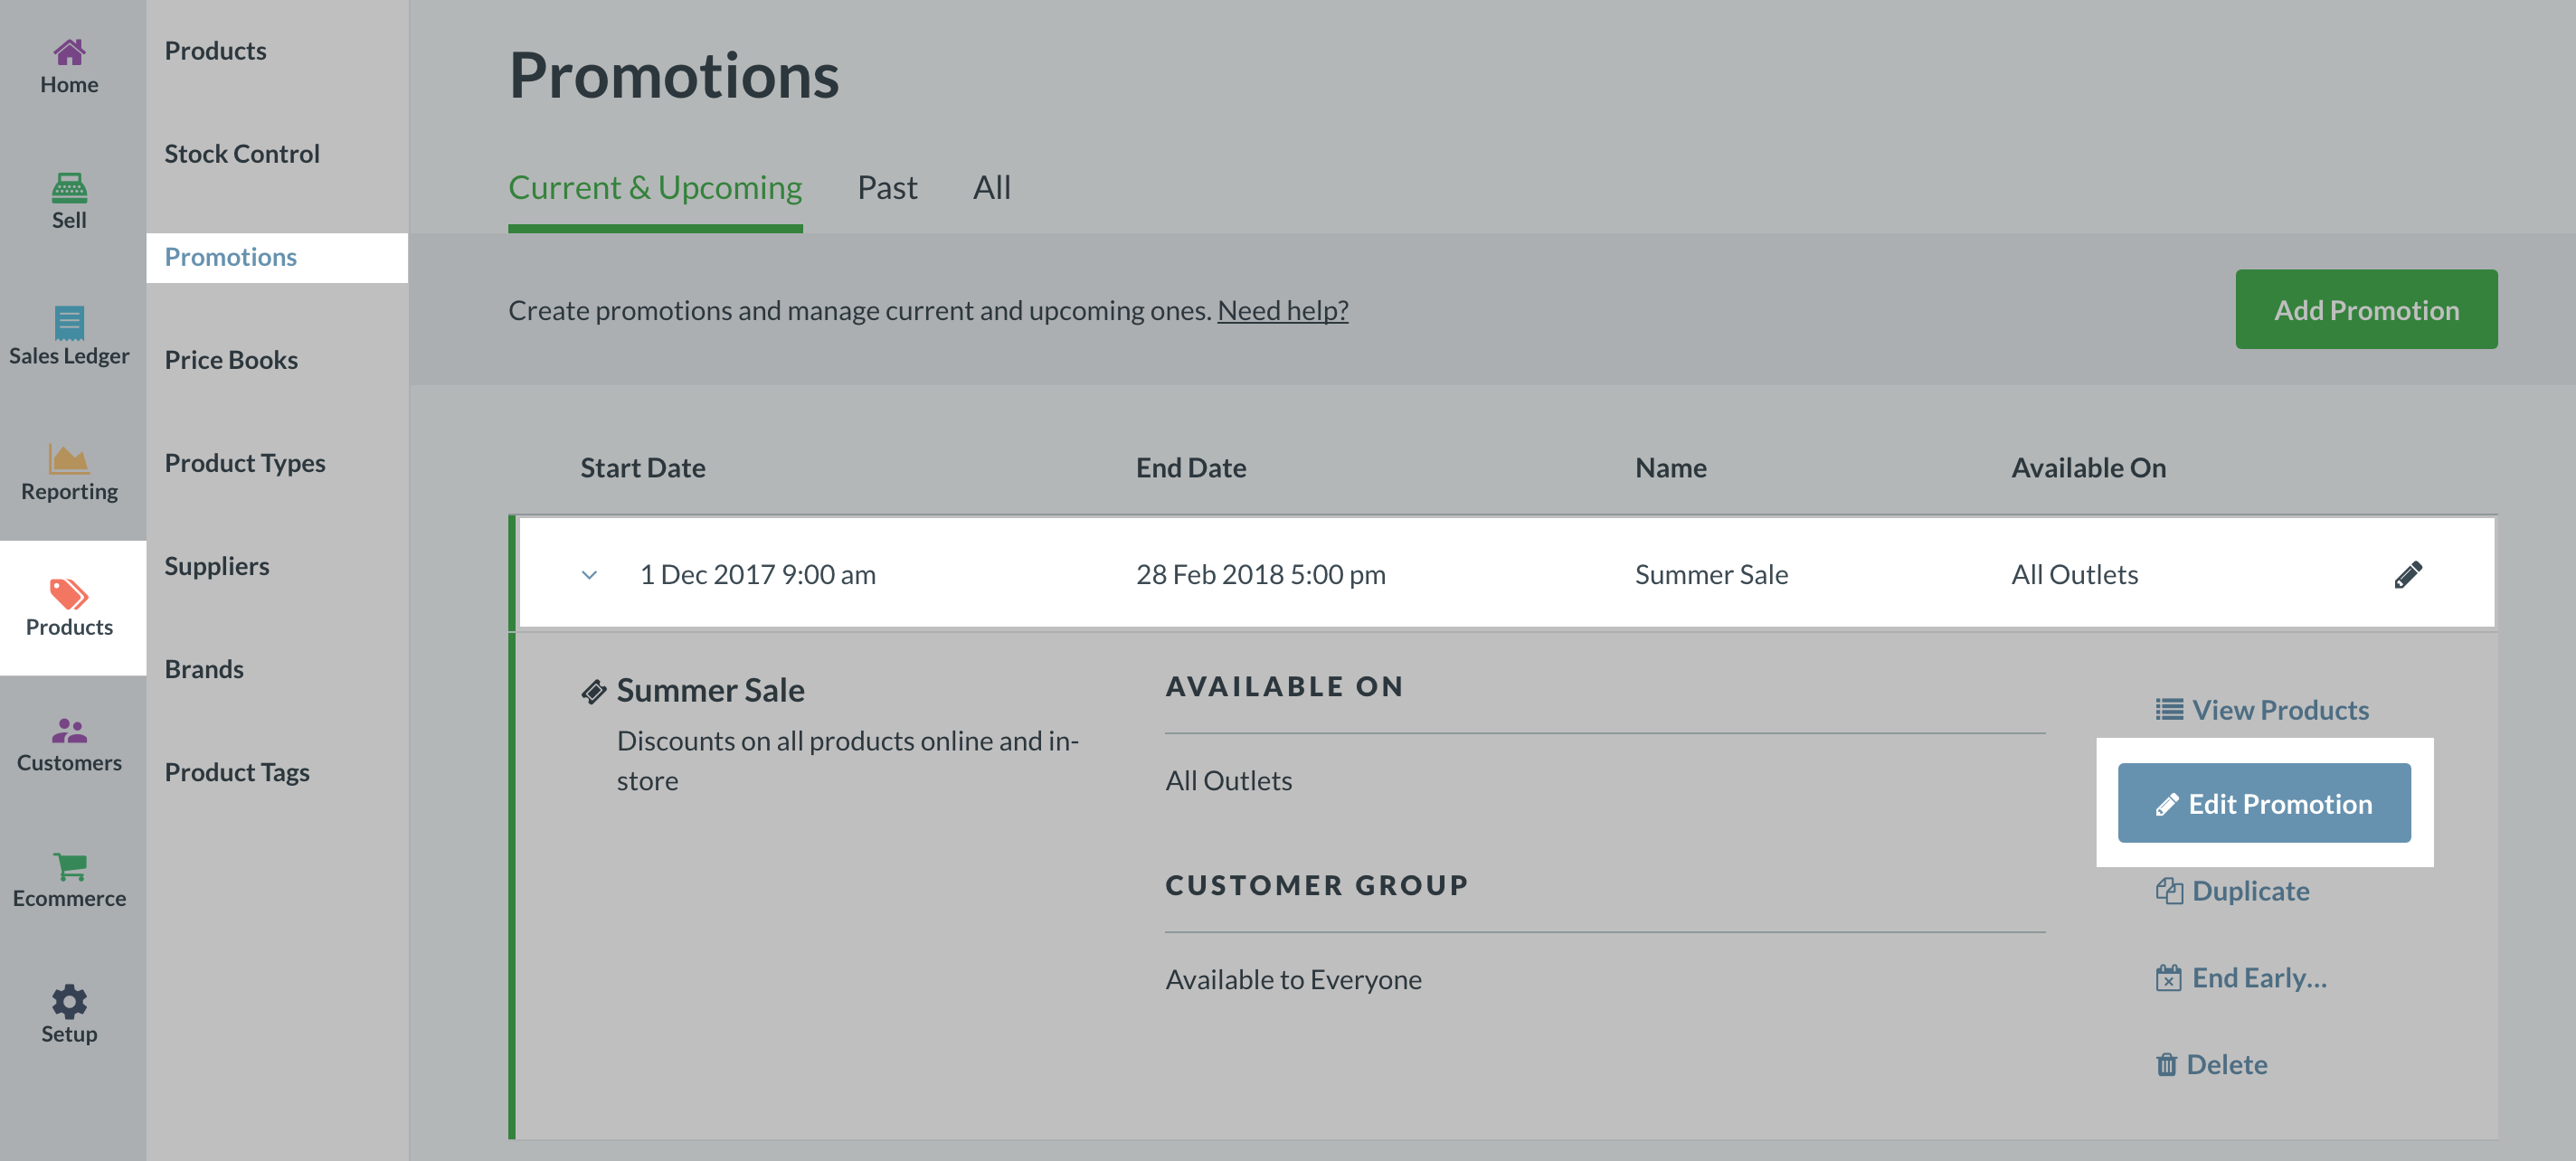 Home
Sell
Sales Ledger
Reporting
Products
Customers
Ecommerce
Setup
Products
Stock Control
Promotions
Price Books
Product Types
Suppliers
Brands
Product Tags
Promotions
Current & Upcoming Past All
Create promotions and manage current and upcoming ones. Need help?
Add Promotion
Start Date End Date Name Available On
1 Dec 2017 9:00 am 28 Feb 2018 5:00 pm Summer Sale All Outlets
Summer Sale
Discounts on all products online and in-
store
AVAILABLE ON
All Outlets
CUSTOMER GROUP
Available to Everyone
View Products
Edit Promotion
Duplicate
End Early...
Delete